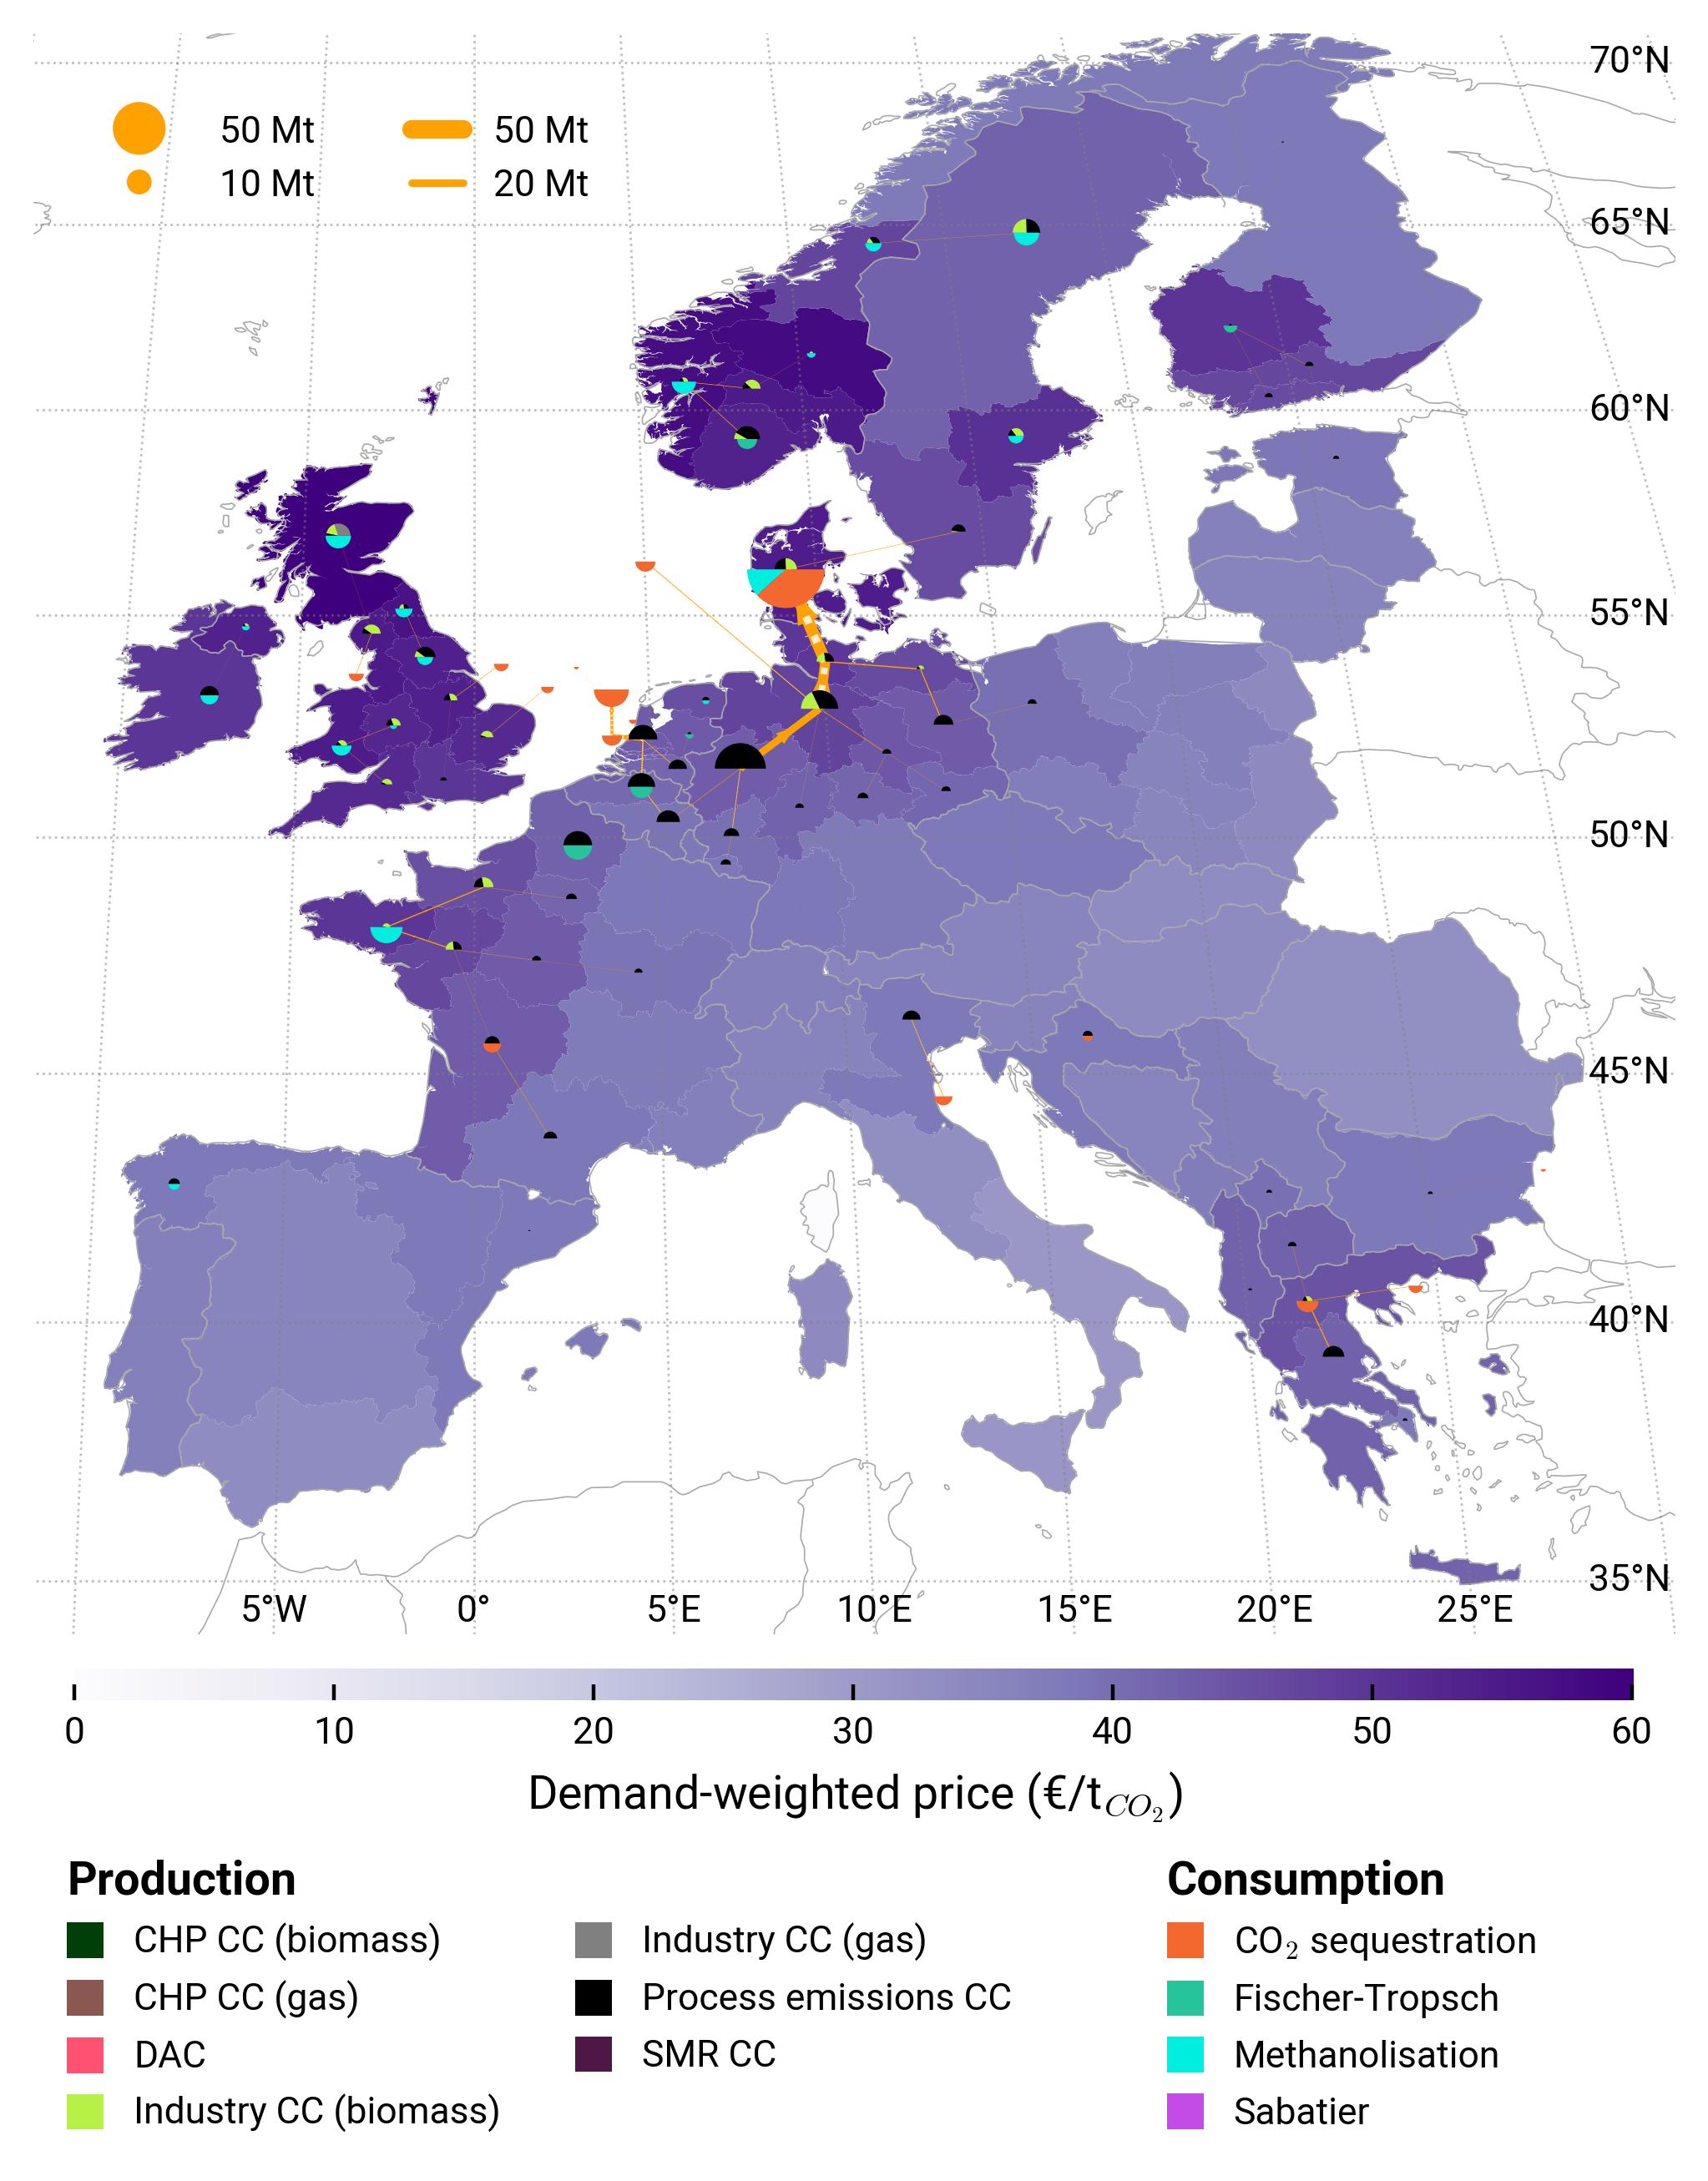 70°N
50 Mt 50 Mt
10 Mt 20 Mt
65°N
60°N
55°N
50°N
45°N
40°N
35°N
5°W 0° 5°E 10°E 15°E 20°E 25°E
0 10 20 30 40 50 60
Demand-weighted price (€/t_{CO_2})
Production
CHP CC (biomass)
CHP CC (gas)
DAC
Industry CC (biomass)
Industry CC (gas)
Process emissions CC
SMR CC
Consumption
CO₂ sequestration
Fischer-Tropsch
Methanolisation
Sabatier